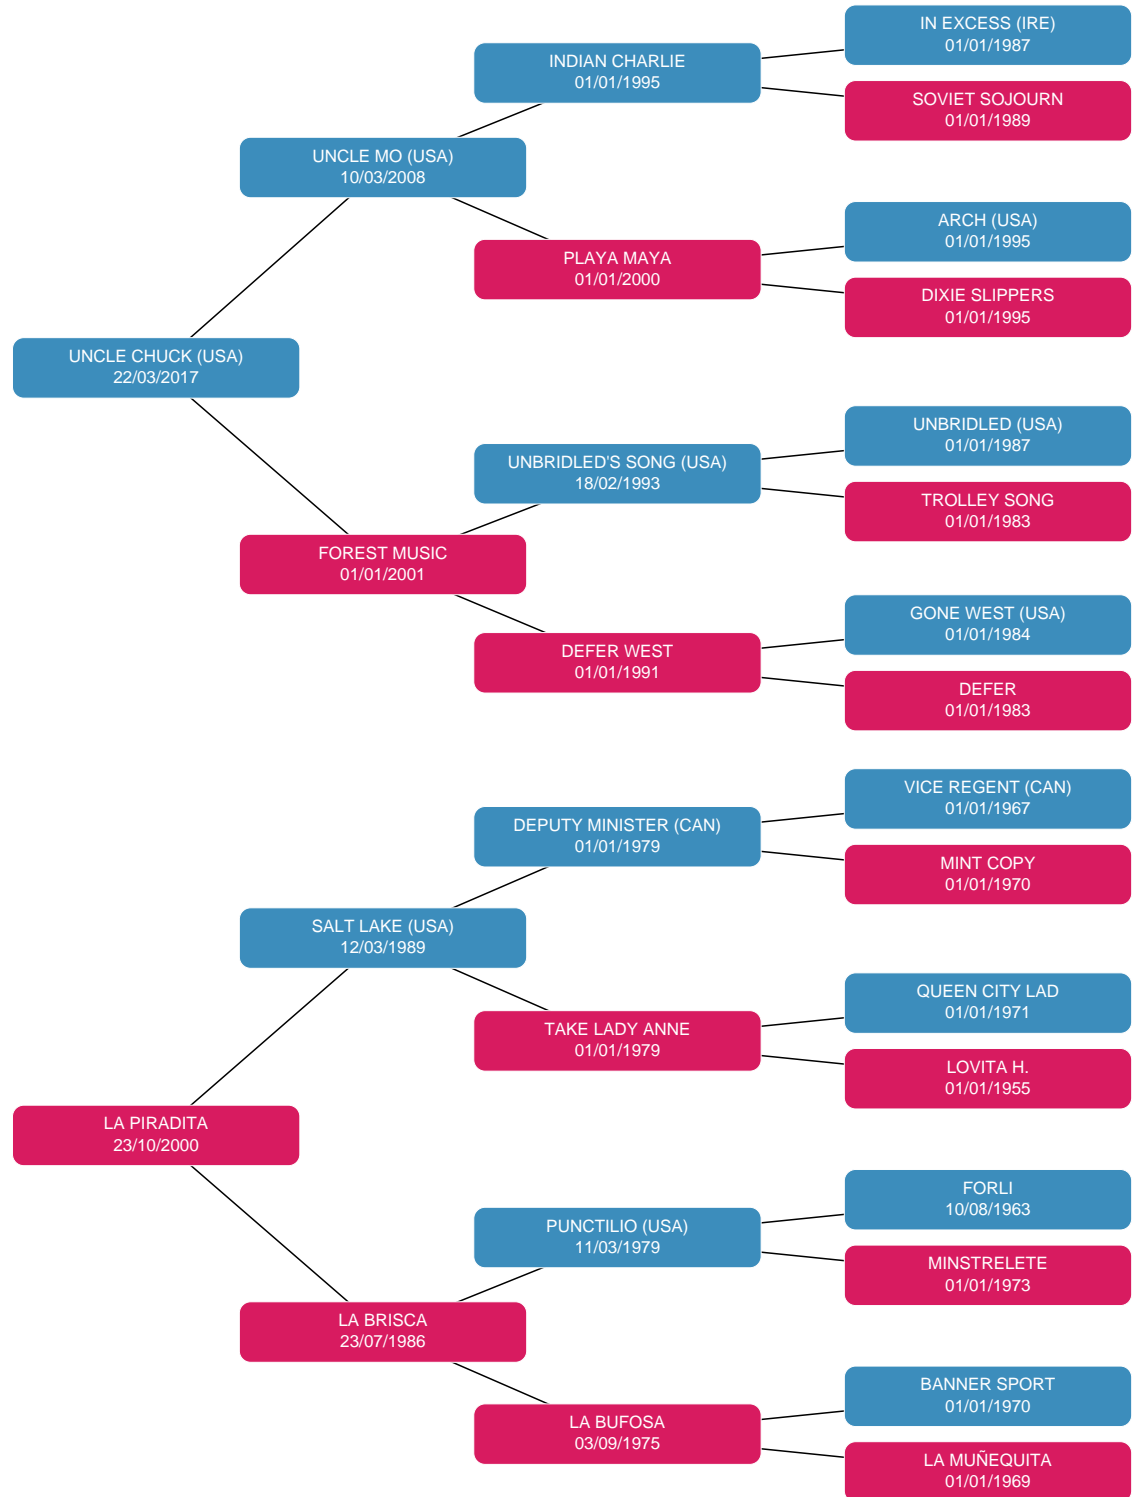 IN EXCESS (IRE)
01/01/1987
INDIAN CHARLIE
01/01/1995
SOVIET SOJOURN
01/01/1989
UNCLE MO (USA)
10/03/2008
ARCH (USA)
01/01/1995
PLAYA MAYA
01/01/2000
DIXIE SLIPPERS
01/01/1995
UNCLE CHUCK (USA)
22/03/2017
UNBRIDLED (USA)
01/01/1987
UNBRIDLED'S SONG (USA)
18/02/1993
TROLLEY SONG
01/01/1983
FOREST MUSIC
01/01/2001
GONE WEST (USA)
01/01/1984
DEFER WEST
01/01/1991
DEFER
01/01/1983
VICE REGENT (CAN)
01/01/1967
DEPUTY MINISTER (CAN)
01/01/1979
MINT COPY
01/01/1970
SALT LAKE (USA)
12/03/1989
QUEEN CITY LAD
01/01/1971
TAKE LADY ANNE
01/01/1979
LOVITA H.
01/01/1955
LA PIRADITA
23/10/2000
FORLI
10/08/1963
PUNCTILIO (USA)
11/03/1979
MINSTRELETE
01/01/1973
LA BRISCA
23/07/1986
BANNER SPORT
01/01/1970
LA BUFOSA
03/09/1975
LA MUÑEQUITA
01/01/1969